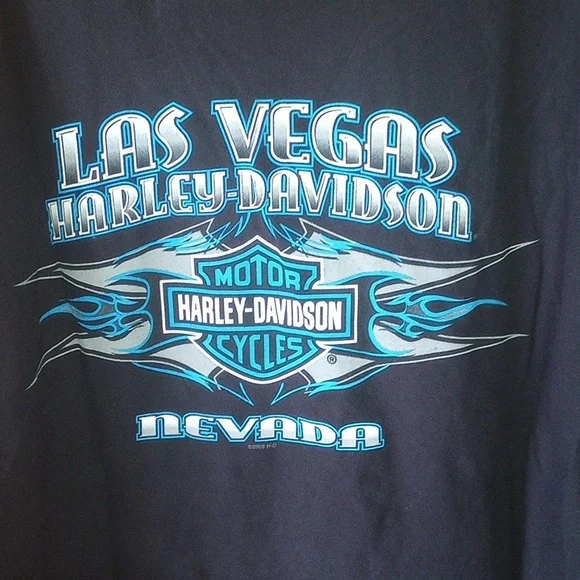 LAS VEGAS
HARLEY-DAVIDSON
MOTOR
HARLEY-DAVIDSON
CYCLES
®
NEVADA